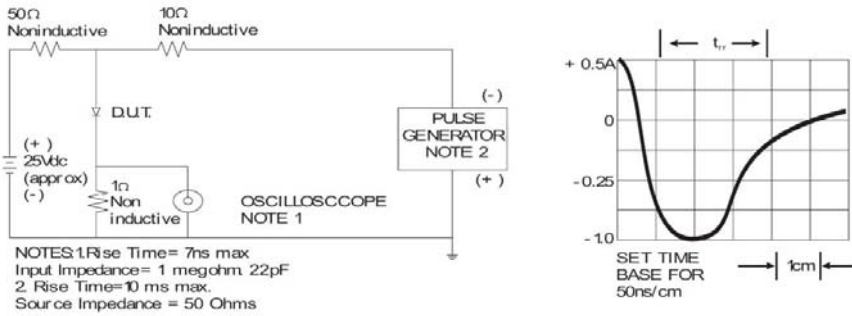 50Ω
Noninductive
10Ω
Noninductive
D.U.T.
(+)
25Vdc
(approx)
(-)
1Ω
Non
inductive
OSCILLOSCCOPE
NOTE 1
(-)
PULSE
GENERATOR
NOTE 2
(+)
NOTES:1.Rise Time= 7ns max
Input Impedance= 1 megohm. 22pF
2. Rise Time=10 ms max.
Source Impedance = 50 Ohms
trr
+ 0.5A
0
-0.25
-1.0
SET TIME
BASE FOR
50ns/cm
1cm